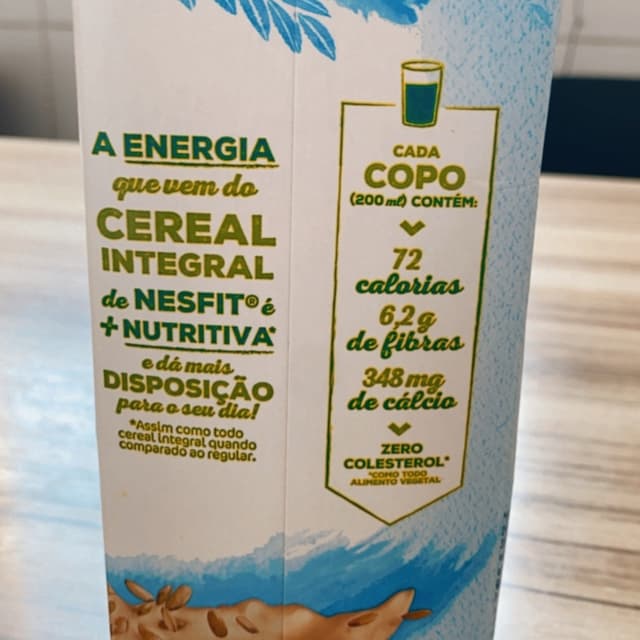 A ENERGIA
que vem do
CEREAL
INTEGRAL
de NESFIT® é
+ NUTRITIVA*
e dá mais
DISPOSIÇÃO
para o seu dia!
*Assim como todo
cereal integral quando
comparado ao regular.
CADA
COPO
(200 ml) CONTÉM:
72
calorias
6,2 g
de fibras
348 mg
de cálcio
ZERO
COLESTEROL*
*COMO TODO
ALIMENTO VEGETAL